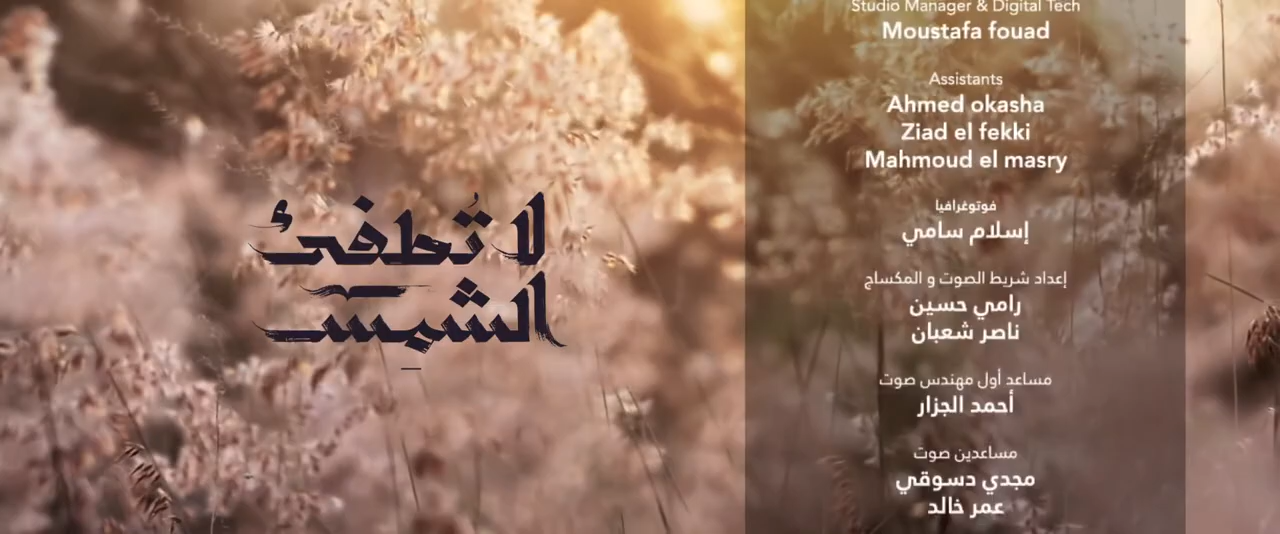 لا تُطفئ
الشمس
Studio Manager & Digital Tech
Moustafa fouad
Assistants
Ahmed okasha
Ziad el fekki
Mahmoud el masry
فوتوغرافيا
إسلام سامي
إعداد شريط الصوت و المكساج
رامي حسين
ناصر شعبان
مساعد أول مهندس صوت
أحمد الجزار
مساعدين صوت
مجدي دسوقي
عمر خالد